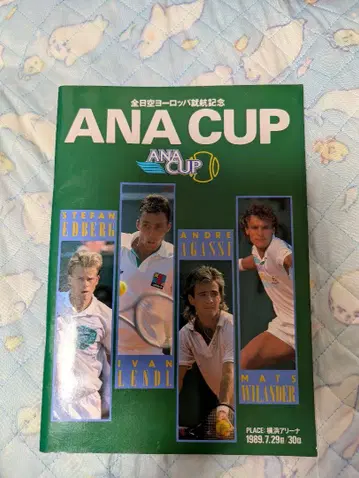 全日空ヨーロッパ就航記念
ANA CUP
ANA
CUP
STEFAN
EDBERG
IVAN
LENDL
ANDRE
AGASSI
MATS
WILANDER
PLACE: 横浜アリーナ
1989.7.29土/30日